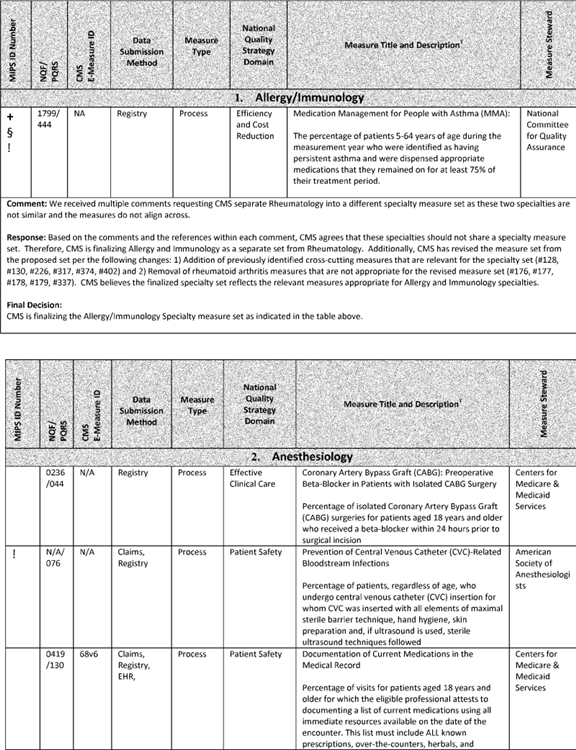 MIPS ID Number
NQF/
PQRS
CMS
E-Measure ID
Data
Submission
Method
Measure
Type
National
Quality
Strategy
Domain
Measure Title and Description
Measure Steward
1. Allergy/Immunology
+
§
!
1799/
444
NA
Registry
Process
Efficiency
and Cost
Reduction
Medication Management for People with Asthma (MMA):
The percentage of patients 5-64 years of age during the
measurement year who were identified as having
persistent asthma and were dispensed appropriate
medications that they remained on for at least 75% of
their treatment period.
National
Committee
for Quality
Assurance
Comment: We received multiple comments requesting CMS separate Rheumatology into a different specialty measure set as these two specialties are
not similar and the measures do not align across.
Response: Based on the comments and the references within each comment, CMS agrees that these specialties should not share a specialty measure
set. Therefore, CMS is finalizing Allergy and Immunology as a separate set from Rheumatology. Additionally, CMS has revised the measure set from
the proposed set per the following changes: 1) Addition of previously identified cross-cutting measures that are relevant for the specialty set (#128,
#130, #226, #317, #374, #402) and 2) Removal of rheumatoid arthritis measures that are not appropriate for the revised measure set (#176, #177,
#178, #179, #337). CMS believes the finalized specialty set reflects the relevant measures appropriate for Allergy and Immunology specialties.
Final Decision:
CMS is finalizing the Allergy/Immunology Specialty measure set as indicated in the table above.
MIPS ID Number
NQF/
PQRS
CMS
E-Measure ID
Data
Submission
Method
Measure
Type
National
Quality
Strategy
Domain
Measure Title and Description
Measure Steward
2. Anesthesiology
0236
/044
N/A
Registry
Process
Effective
Clinical Care
Coronary Artery Bypass Graft (CABG): Preoperative
Beta-Blocker in Patients with Isolated CABG Surgery
Percentage of isolated Coronary Artery Bypass Graft
(CABG) surgeries for patients aged 18 years and older
who received a beta-blocker within 24 hours prior to
surgical incision
Centers for
Medicare &
Medicaid
Services
!
N/A/
076
N/A
Claims,
Registry
Process
Patient Safety
Prevention of Central Venous Catheter (CVC)-Related
Bloodstream Infections
Percentage of patients, regardless of age, who
undergo central venous catheter (CVC) insertion for
whom CVC was inserted with all elements of maximal
sterile barrier technique, hand hygiene, skin
preparation and, if ultrasound is used, sterile
ultrasound techniques followed
American
Society of
Anesthesiologi
sts
0419
/130
68v6
Claims,
Registry,
EHR,
Process
Patient Safety
Documentation of Current Medications in the
Medical Record
Percentage of visits for patients aged 18 years and
older for which the eligible professional attests to
documenting a list of current medications using all
immediate resources available on the date of the
encounter. This list must include ALL known
prescriptions, over-the-counters, herbals, and
Centers for
Medicare &
Medicaid
Services